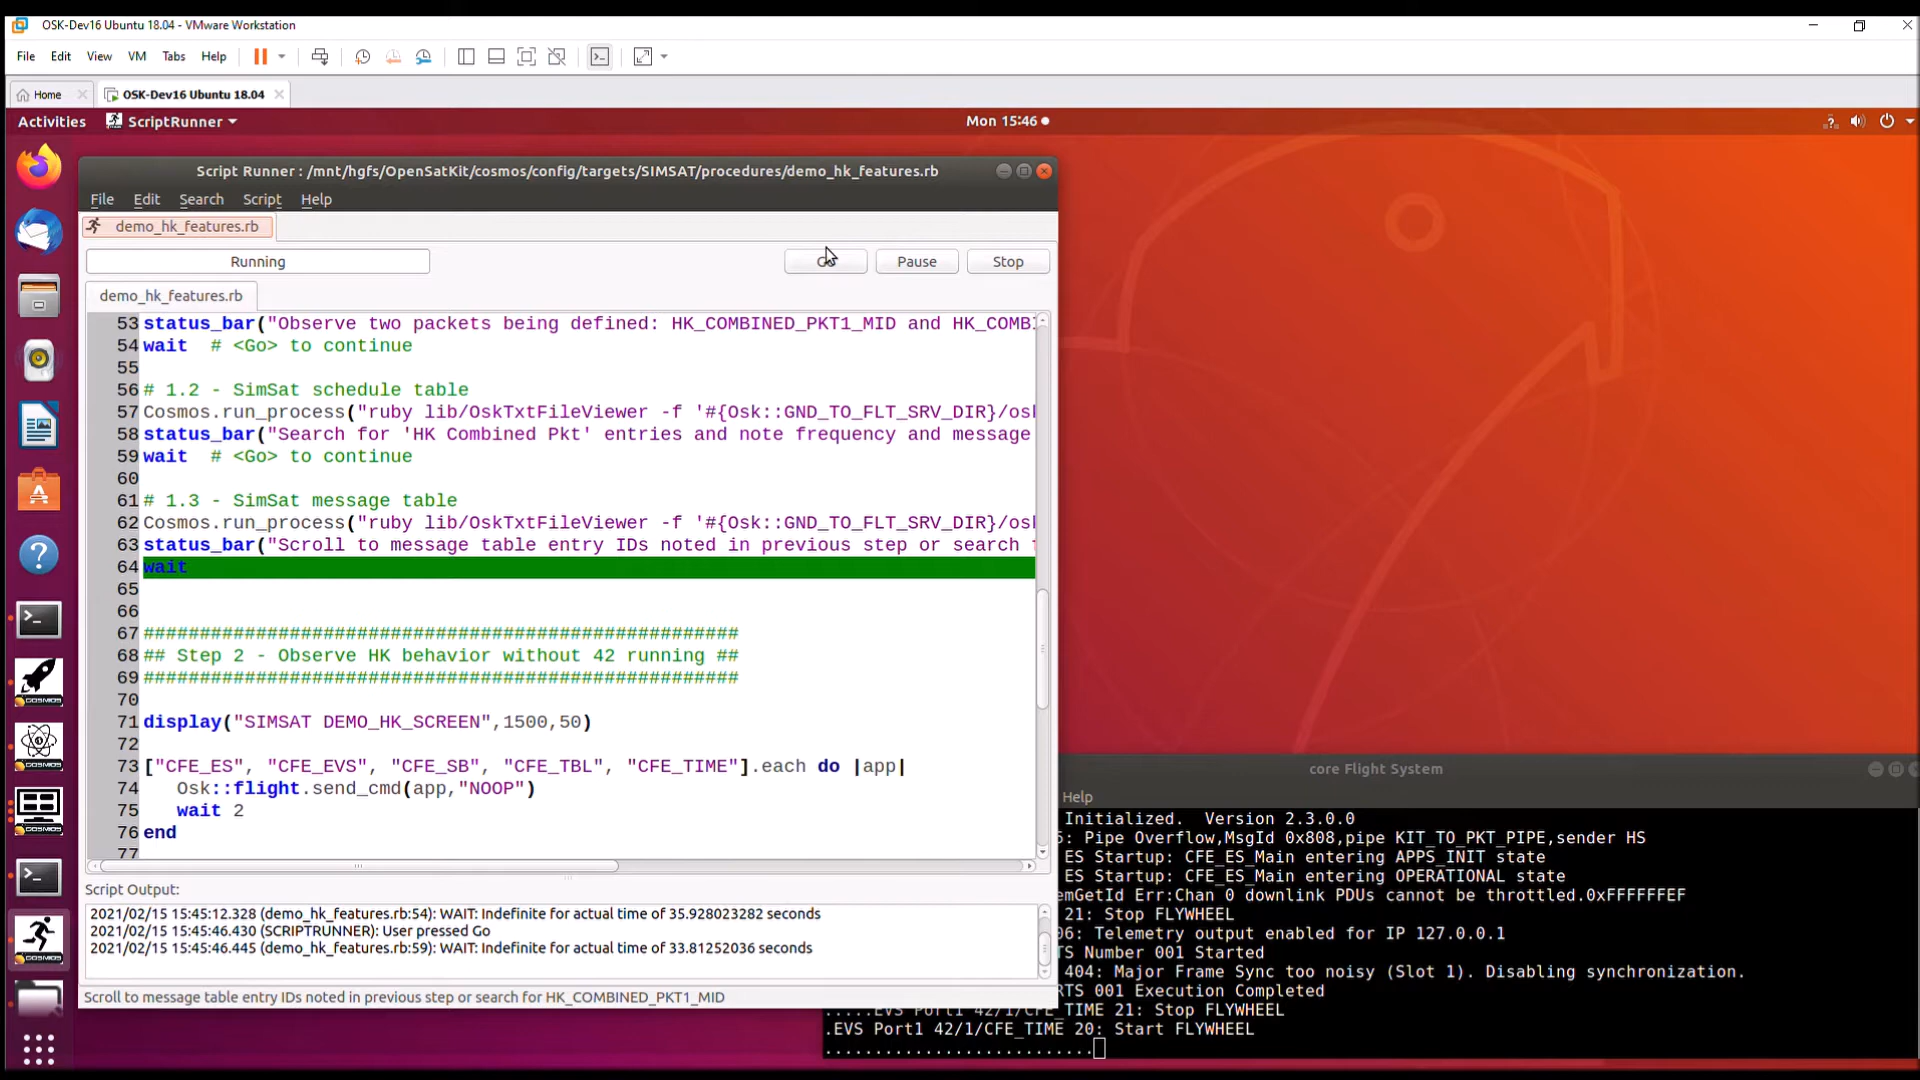 OSK-Dev16 Ubuntu 18.04 - VMware Workstation
File Edit View VM Tabs Help
Home OSK-Dev16 Ubuntu 18.04
Activities ScriptRunner Mon 15:46
Script Runner : /mnt/hgfs/OpenSatKit/cosmos/config/targets/SIMSAT/procedures/demo_hk_features.rb
File Edit Search Script Help
demo_hk_features.rb
Running Go Pause Stop
demo_hk_features.rb
53 status_bar("Observe two packets being defined: HK_COMBINED_PKT1_MID and HK_COMBI
54 wait # <Go> to continue
55
56 # 1.2 - SimSat schedule table
57 Cosmos.run_process("ruby lib/OskTxtFileViewer -f '#{Osk::GND_TO_FLT_SRV_DIR}/osk
58 status_bar("Search for 'HK Combined Pkt' entries and note frequency and message
59 wait # <Go> to continue
60
61 # 1.3 - SimSat message table
62 Cosmos.run_process("ruby lib/OskTxtFileViewer -f '#{Osk::GND_TO_FLT_SRV_DIR}/osk
63 status_bar("Scroll to message table entry IDs noted in previous step or search
64 wait
65
66
67 #####################################################
68 ## Step 2 - Observe HK behavior without 42 running ##
69 #####################################################
70
71 display("SIMSAT DEMO_HK_SCREEN",1500,50)
72
73 ["CFE_ES", "CFE_EVS", "CFE_SB", "CFE_TBL", "CFE_TIME"].each do |app|
74 Osk::flight.send_cmd(app,"NOOP")
75 wait 2
76 end
77
Script Output:
2021/02/15 15:45:12.328 (demo_hk_features.rb:54): WAIT: Indefinite for actual time of 35.928023282 seconds
2021/02/15 15:45:46.430 (SCRIPTRUNNER): User pressed Go
2021/02/15 15:45:46.445 (demo_hk_features.rb:59): WAIT: Indefinite for actual time of 33.81252036 seconds
Scroll to message table entry IDs noted in previous step or search for HK_COMBINED_PKT1_MID
core Flight System
Help
Initialized. Version 2.3.0.0
5: Pipe Overflow,MsgId 0x808,pipe KIT_TO_PKT_PIPE,sender HS
ES Startup: CFE_ES_Main entering APPS_INIT state
ES Startup: CFE_ES_Main entering OPERATIONAL state
emGetId Err:Chan 0 downlink PDUs cannot be throttled.0xFFFFFFEF
21: Stop FLYWHEEL
06: Telemetry output enabled for IP 127.0.0.1
TS Number 001 Started
404: Major Frame Sync too noisy (Slot 1). Disabling synchronization.
RTS 001 Execution Completed
.....EVS Port1 42/1/CFE_TIME 21: Stop FLYWHEEL
.EVS Port1 42/1/CFE_TIME 20: Start FLYWHEEL
..........................